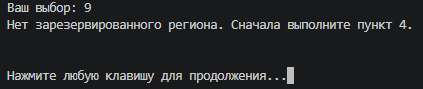 Ваш выбор: 9
Нет зарезервированного региона. Сначала выполните пункт 4.
Нажмите любую клавишу для продолжения...